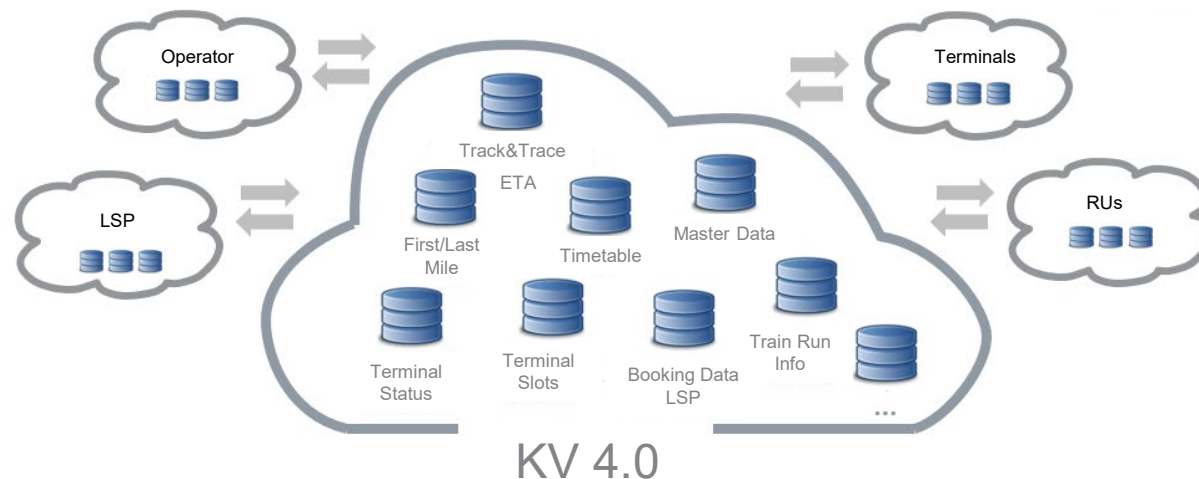 Operator
Terminals
LSP
RUs
Track&Trace
ETA
First/Last
Mile
Timetable
Master Data
Terminal
Status
Terminal
Slots
Booking Data
LSP
Train Run
Info
...
KV 4.0